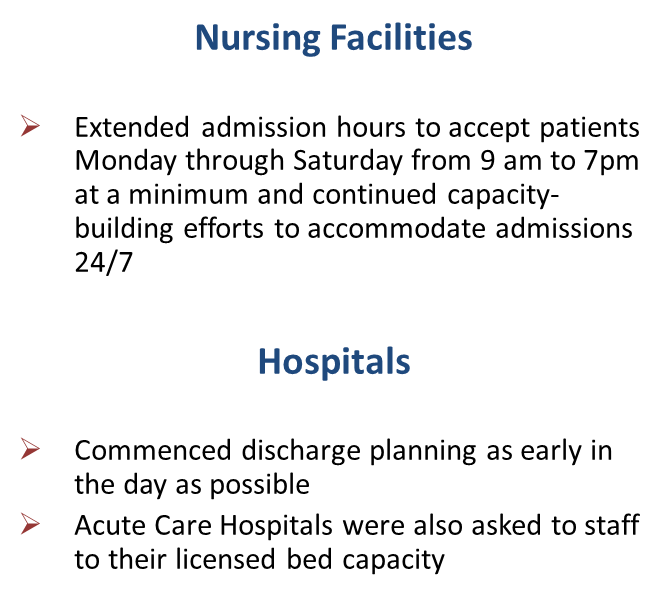 Nursing Facilities
Extended admission hours to accept patients
Monday through Saturday from 9 am to 7pm
at a minimum and continued capacity-
building efforts to accommodate admissions
24/7
Hospitals
Commenced discharge planning as early in
the day as possible
Acute Care Hospitals were also asked to staff
to their licensed bed capacity